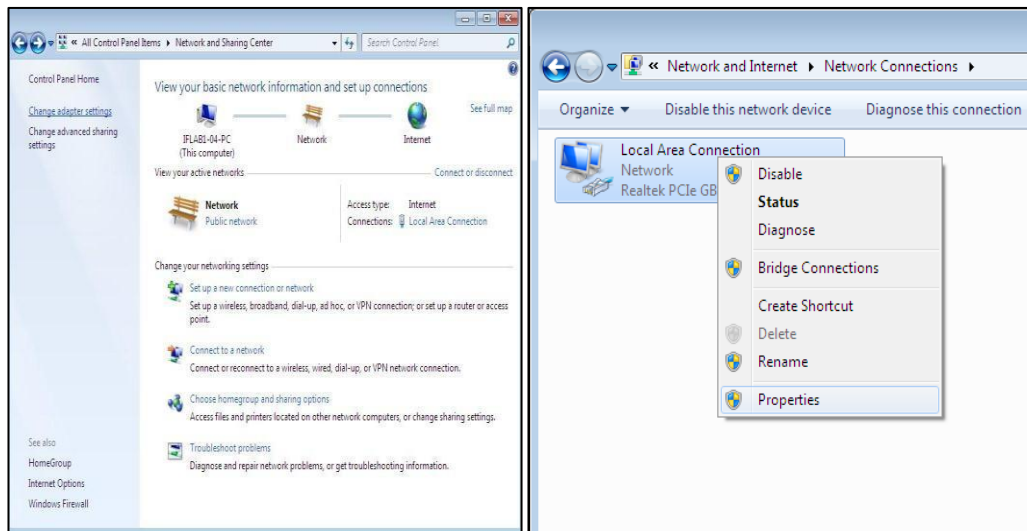 « All Control Panel Items ▸ Network and Sharing Center
Search Control Panel
Control Panel Home
Change adapter settings
Change advanced sharing
settings
View your basic network information and set up connections
See full map
IFLAB1-04-PC
(This computer)
Network
Internet
View your active networks
Connect or disconnect
Network
Public network
Access type: Internet
Connections: Local Area Connection
Change your networking settings
Set up a new connection or network
Set up a wireless, broadband, dial-up, ad hoc, or VPN connection; or set up a router or access
point.
Connect to a network
Connect or reconnect to a wireless, wired, dial-up, or VPN network connection.
Choose homegroup and sharing options
Access files and printers located on other network computers, or change sharing settings.
Troubleshoot problems
Diagnose and repair network problems, or get troubleshooting information.
See also
HomeGroup
Internet Options
Windows Firewall
« Network and Internet ▸ Network Connections ▸
Organize ▾ Disable this network device Diagnose this connection
Local Area Connection
Network
Realtek PCIe GB
Disable
Status
Diagnose
Bridge Connections
Create Shortcut
Delete
Rename
Properties